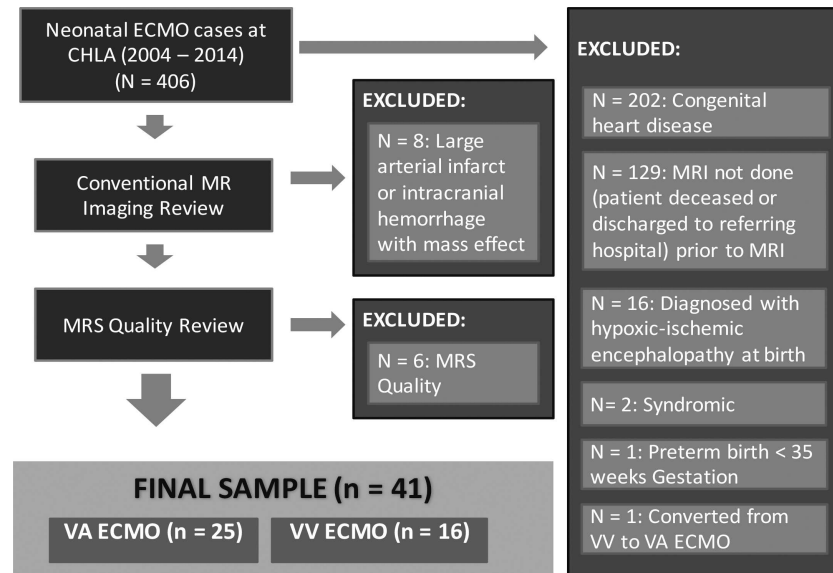 Neonatal ECMO cases at
CHLA (2004 – 2014)
(N = 406)
Conventional MR
Imaging Review
MRS Quality Review
EXCLUDED:
N = 8: Large
arterial infarct
or intracranial
hemorrhage
with mass effect
EXCLUDED:
N = 6: MRS
Quality
EXCLUDED:
N = 202: Congenital
heart disease
N = 129: MRI not done
(patient deceased or
discharged to referring
hospital) prior to MRI
N = 16: Diagnosed with
hypoxic-ischemic
encephalopathy at birth
N= 2: Syndromic
N = 1: Preterm birth < 35
weeks Gestation
N = 1: Converted from
VV to VA ECMO
FINAL SAMPLE (n = 41)
VA ECMO (n = 25)
VV ECMO (n = 16)